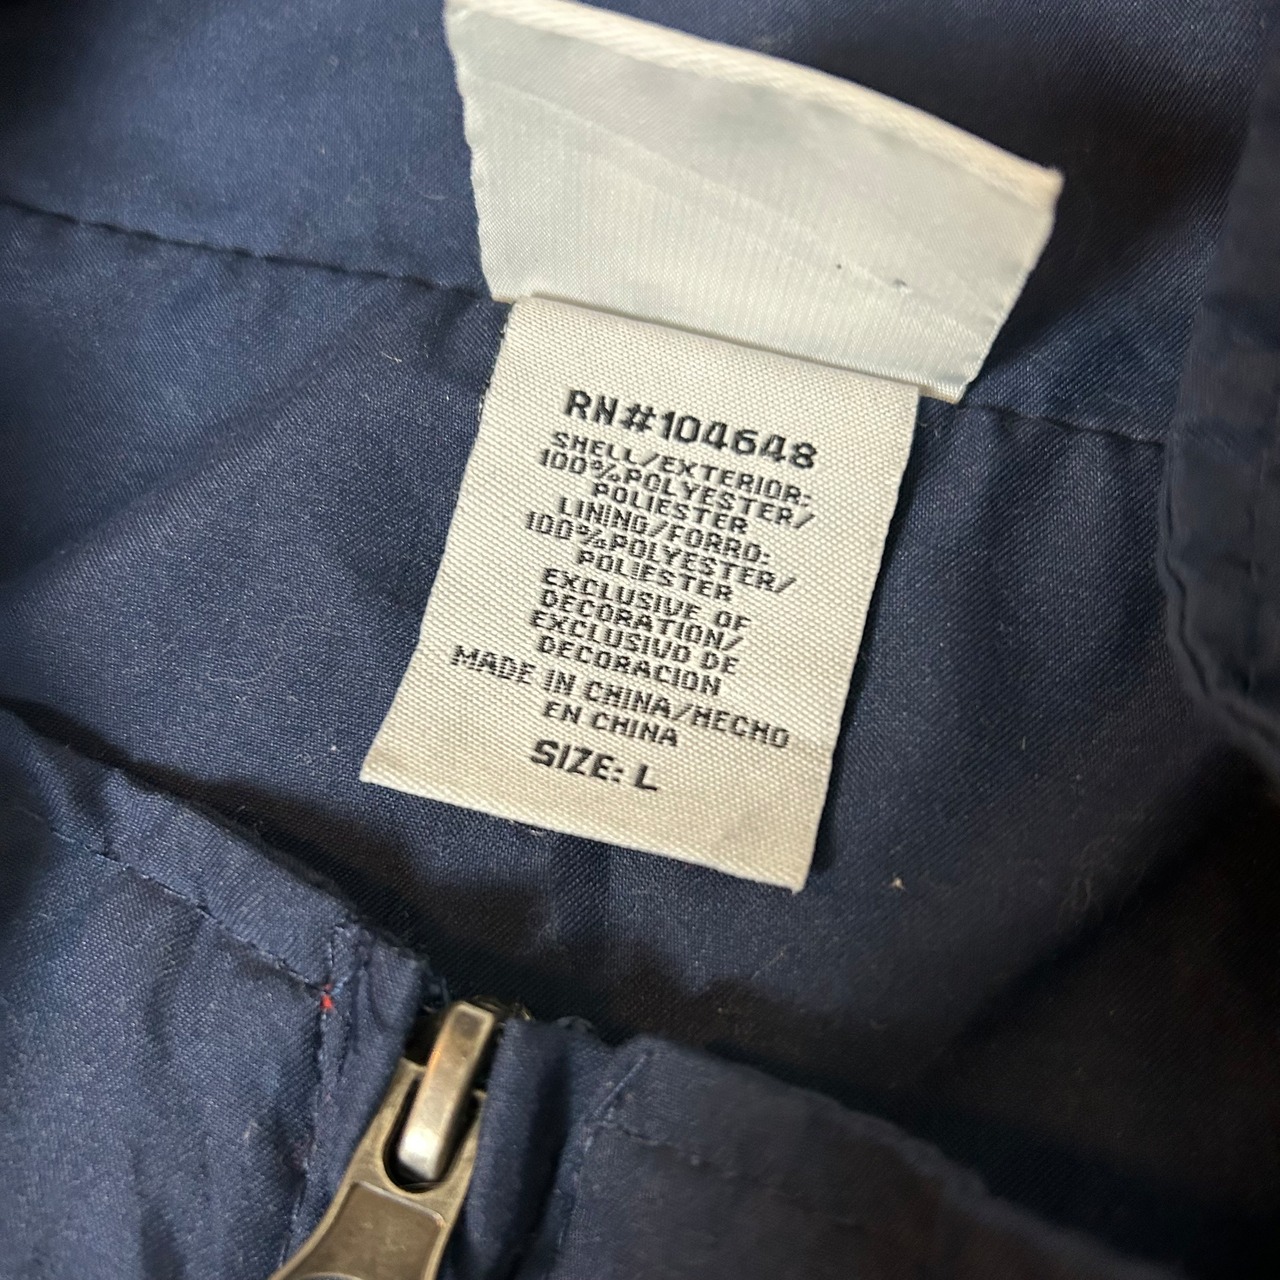 RN#104648
SHELL/EXTERIOR:
100%POLYESTER/
POLIESTER
LINING/FORRO:
100%POLYESTER/
POLIESTER
EXCLUSIVE OF
DECORATION/
EXCLUSIVO DE
DECORACION
MADE IN CHINA/HECHO
EN CHINA
SIZE: L